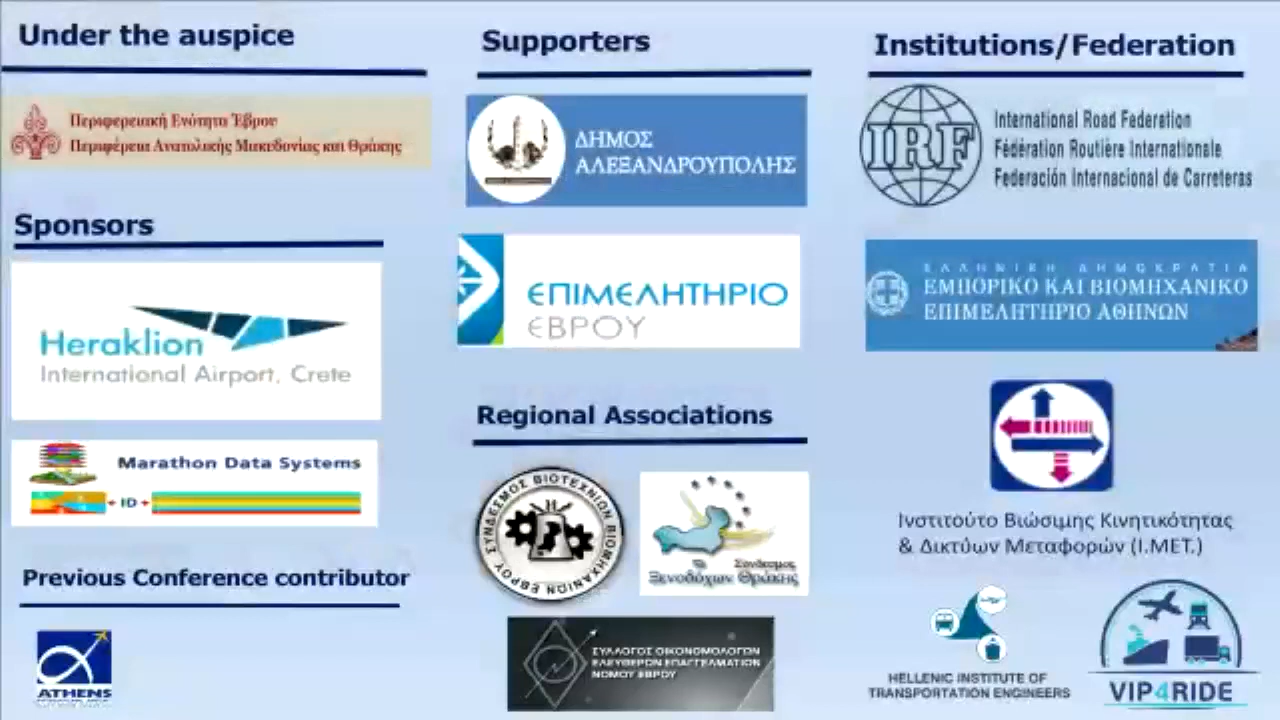 Under the auspice
Περιφερειακή Ενότητα Έβρου
Περιφέρεια Ανατολικής Μακεδονίας και Θράκης
Sponsors
Heraklion
International Airport, Crete
Marathon Data Systems
ID
Previous Conference contributor
ATHENS
Supporters
ΔΗΜΟΣ
ΑΛΕΞΑΝΔΡΟΥΠΟΛΗΣ
ΕΠΙΜΕΛΗΤΗΡΙΟ
ΕΒΡΟΥ
Regional Associations
ΣΥΝΔΕΣΜΟΣ ΒΙΟΤΕΧΝΙΩΝ ΒΙΟΜΗΧΑΝΙΩΝ ΕΒΡΟΥ
Σύνδεσμος
Ξενοδόχων Θράκης
ΣΥΛΛΟΓΟΣ ΟΙΚΟΝΟΜΟΛΟΓΩΝ
ΕΛΕΥΘΕΡΩΝ ΕΠΑΓΓΕΛΜΑΤΙΩΝ
ΝΟΜΟΥ ΕΒΡΟΥ
Institutions/Federation
IRF
International Road Federation
Fédération Routière Internationale
Federación Internacional de Carreteras
ΕΛΛΗΝΙΚΗ ΔΗΜΟΚΡΑΤΙΑ
ΕΜΠΟΡΙΚΟ ΚΑΙ ΒΙΟΜΗΧΑΝΙΚΟ
ΕΠΙΜΕΛΗΤΗΡΙΟ ΑΘΗΝΩΝ
Ινστιτούτο Βιώσιμης Κινητικότητας
& Δικτύων Μεταφορών (Ι.ΜΕΤ.)
HELLENIC INSTITUTE OF
TRANSPORTATION ENGINEERS
VIP4RIDE